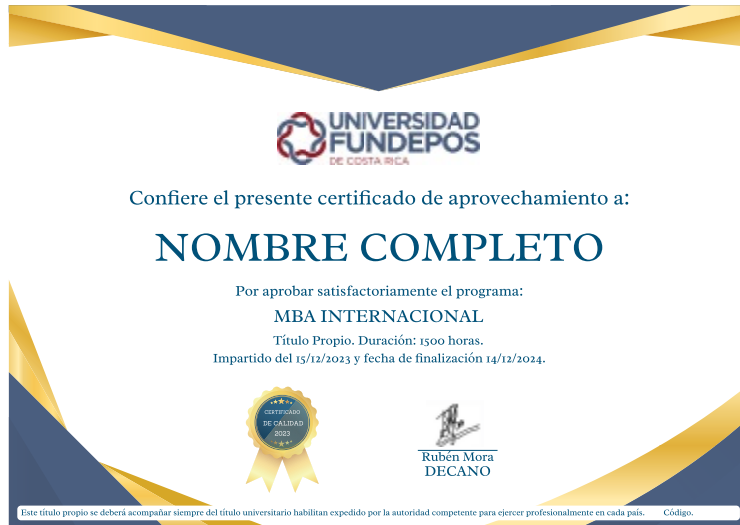 UNIVERSIDAD
FUNDEPOS
DE COSTA RICA
Confiere el presente certificado de aprovechamiento a:
NOMBRE COMPLETO
Por aprobar satisfactoriamente el programa:
MBA INTERNACIONAL
Título Propio. Duración: 1500 horas.
Impartido del 15/12/2023 y fecha de finalización 14/12/2024.
CERTIFICADO
DE CALIDAD
2023
Rubén Mora
DECANO
Este título propio se deberá acompañar siempre del título universitario habilitan expedido por la autoridad competente para ejercer profesionalmente en cada país. Código.